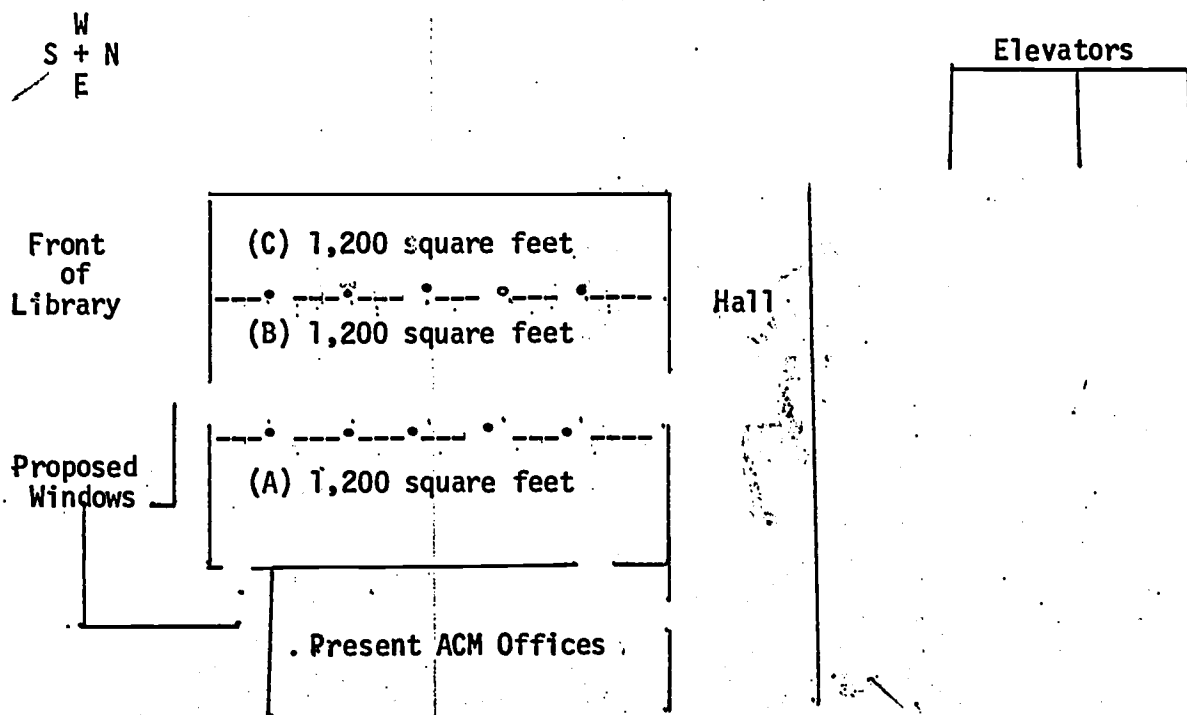 W
S + N
E
Elevators
Front
of
Library
(C) 1,200 square feet
(B) 1,200 square feet
Hall
Proposed
Windows
(A) 1,200 square feet
Present ACM Offices